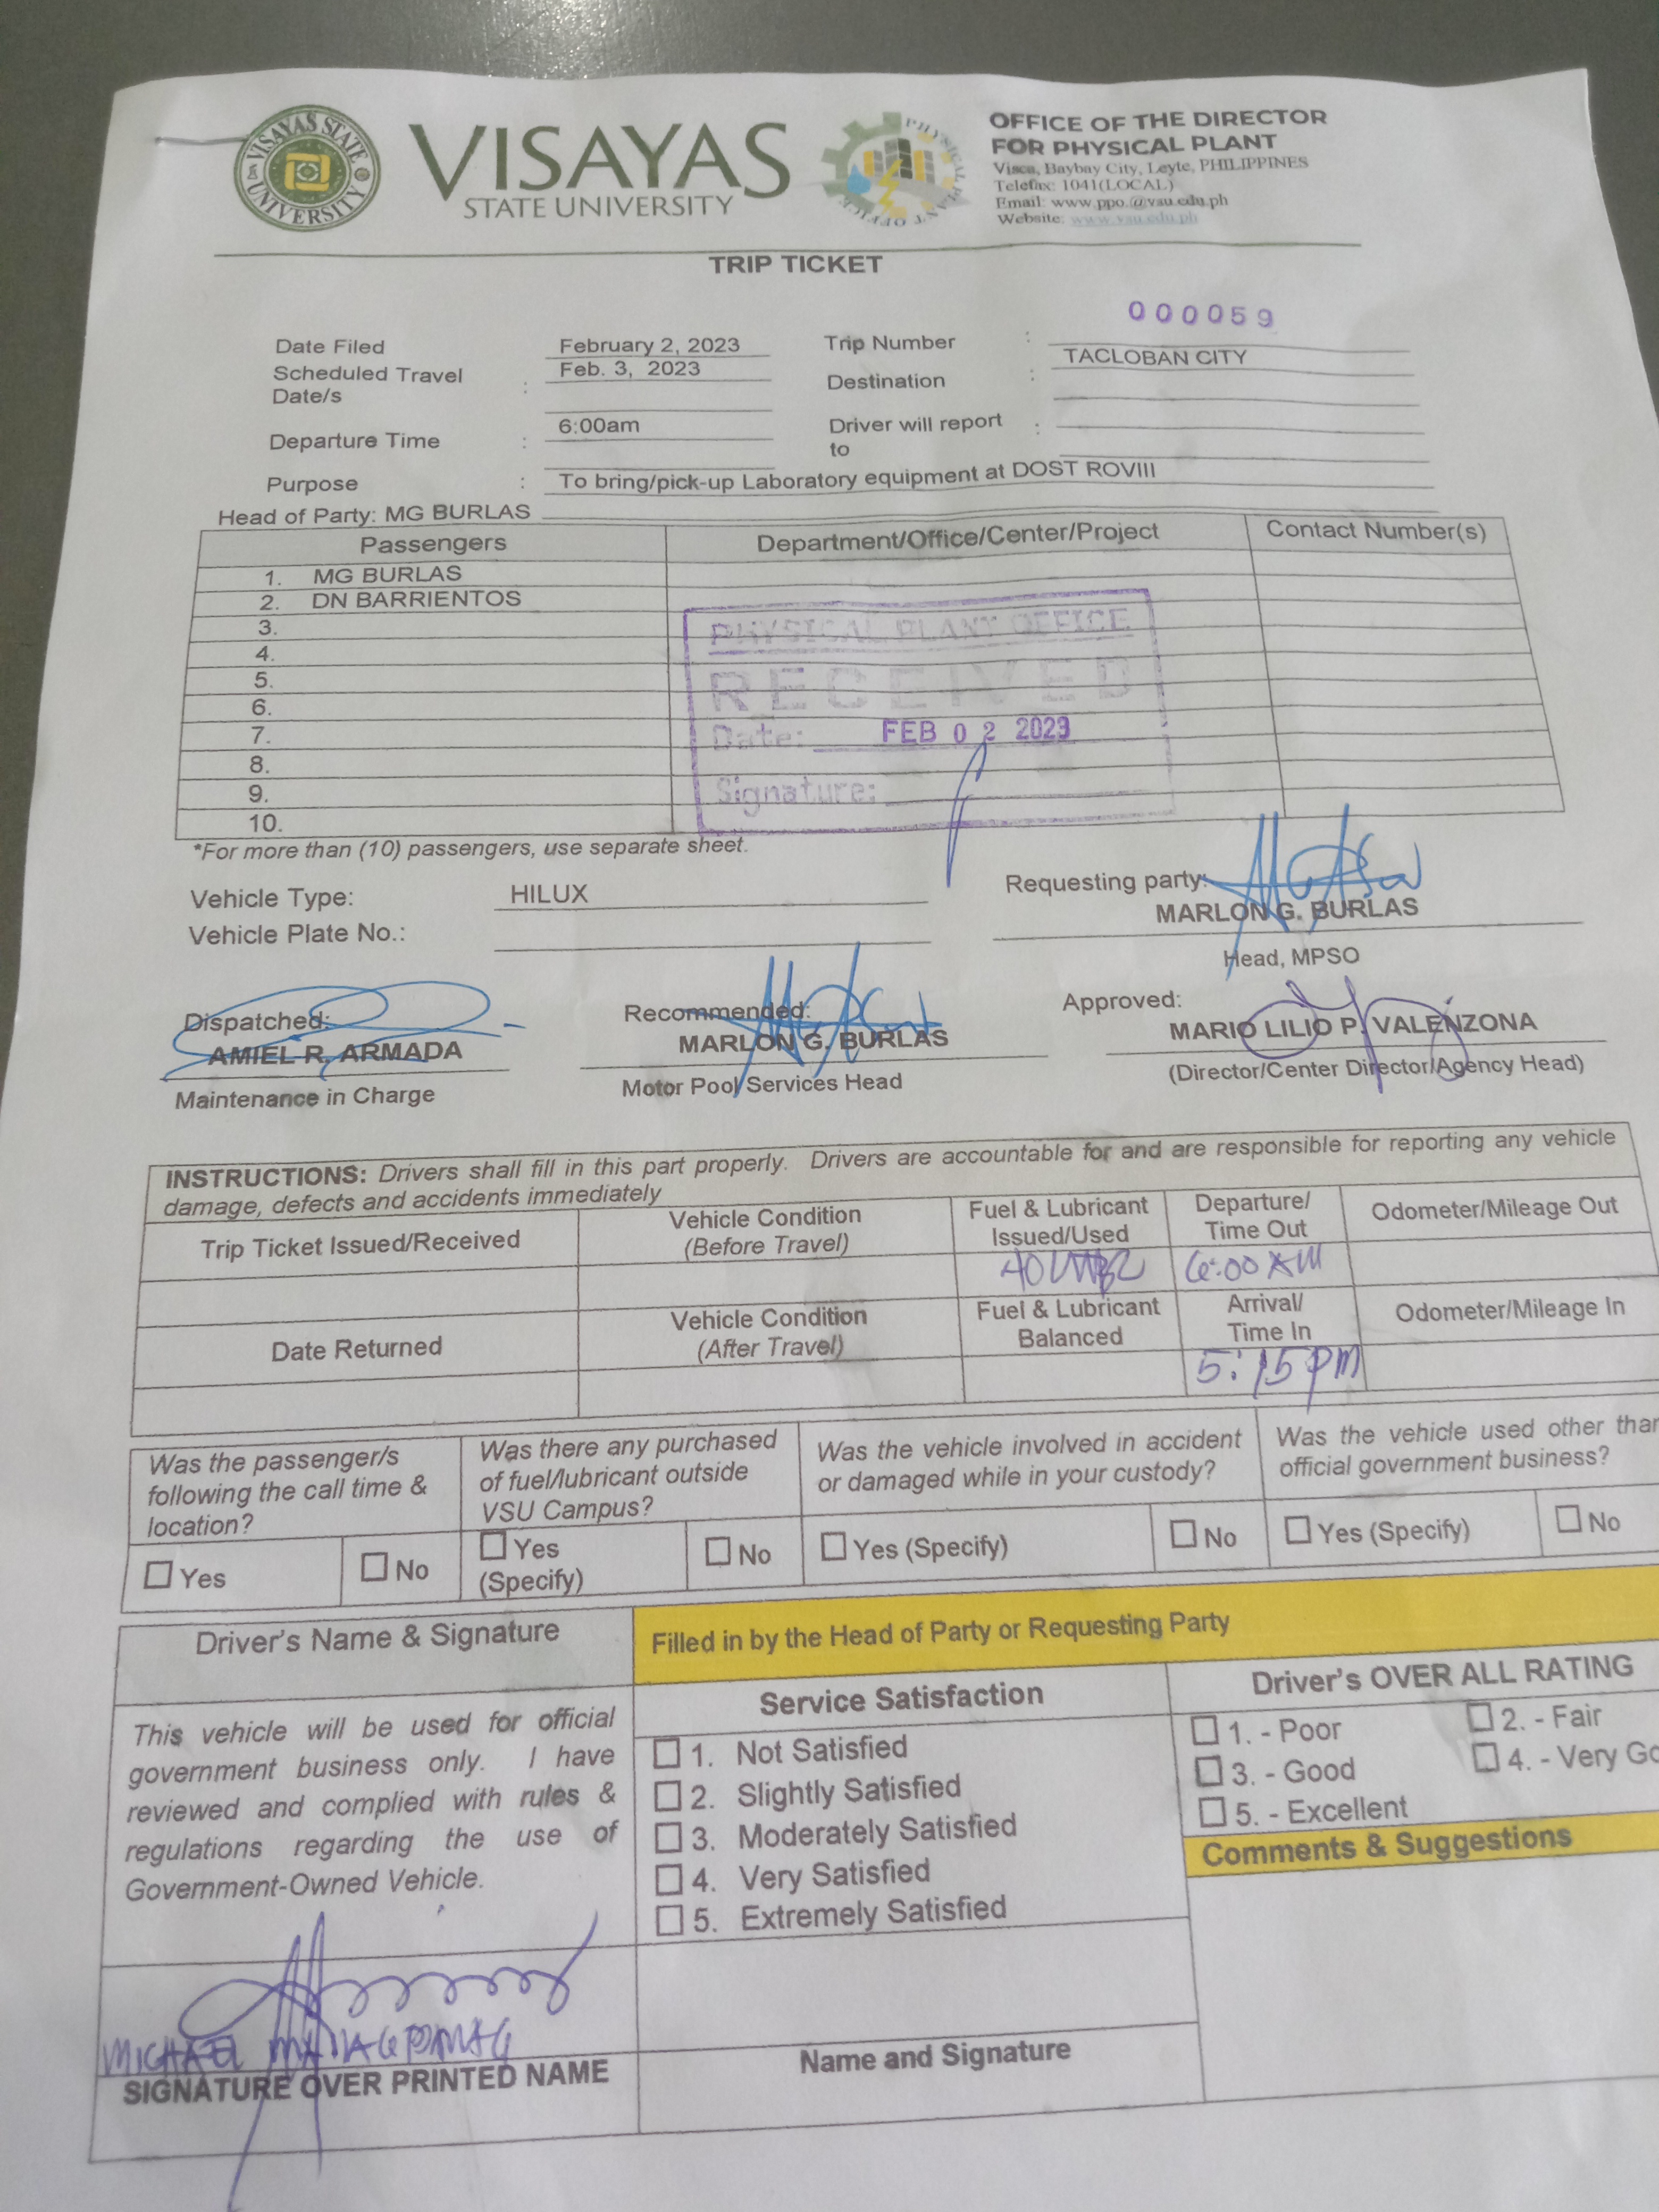 VISAYAS STATE UNIVERSITY
VISAYAS
STATE UNIVERSITY
PHYSICAL PLANT OFFICE
OFFICE OF THE DIRECTOR
FOR PHYSICAL PLANT
Visca, Baybay City, Leyte, PHILIPPINES
Telefax: 1041(LOCAL)
Email: www.ppo.@vsu.edu.ph
Website: www.vsu.edu.ph
TRIP TICKET
000059
Date Filed February 2, 2023 Trip Number :
Scheduled Travel Date/s : Feb. 3, 2023 Destination : TACLOBAN CITY
Departure Time : 6:00am Driver will report to :
Purpose : To bring/pick-up Laboratory equipment at DOST ROVIII
Head of Party: MG BURLAS
Passengers Department/Office/Center/Project Contact Number(s)
1. MG BURLAS
2. DN BARRIENTOS
3.
4.
5.
6.
7.
8.
9.
10.
PHYSICAL PLANT OFFICE
RECEIVED
Date: FEB 02 2023
Signature:
*For more than (10) passengers, use separate sheet.
Vehicle Type: HILUX
Vehicle Plate No.:
Requesting party:
MARLON G. BURLAS
Head, MPSO
Dispatched:
AMIEL R. ARMADA
Maintenance in Charge
Recommended:
MARLON G. BURLAS
Motor Pool Services Head
Approved:
MARIO LILIO P. VALENZONA
(Director/Center Director/Agency Head)
INSTRUCTIONS: Drivers shall fill in this part properly. Drivers are accountable for and are responsible for reporting any vehicle
damage, defects and accidents immediately
Trip Ticket Issued/Received
Vehicle Condition
(Before Travel)
Fuel & Lubricant
Issued/Used
Departure/
Time Out
Odometer/Mileage Out
6:00 AM
Date Returned
Vehicle Condition
(After Travel)
Fuel & Lubricant
Balanced
Arrival/
Time In
Odometer/Mileage In
5:15 PM
Was the passenger/s
following the call time &
location?
Yes No
Was there any purchased
of fuel/lubricant outside
VSU Campus?
Yes
(Specify)
No
Was the vehicle involved in accident
or damaged while in your custody?
Yes (Specify) No
Was the vehicle used other than
official government business?
Yes (Specify) No
Driver's Name & Signature
This vehicle will be used for official
government business only. I have
reviewed and complied with rules &
regulations regarding the use of
Government-Owned Vehicle.
MICHAEL
SIGNATURE OVER PRINTED NAME
Filled in by the Head of Party or Requesting Party
Service Satisfaction
1. Not Satisfied
2. Slightly Satisfied
3. Moderately Satisfied
4. Very Satisfied
5. Extremely Satisfied
Name and Signature
Driver's OVER ALL RATING
1. - Poor 2. - Fair
3. - Good 4. - Very Go
5. - Excellent
Comments & Suggestions